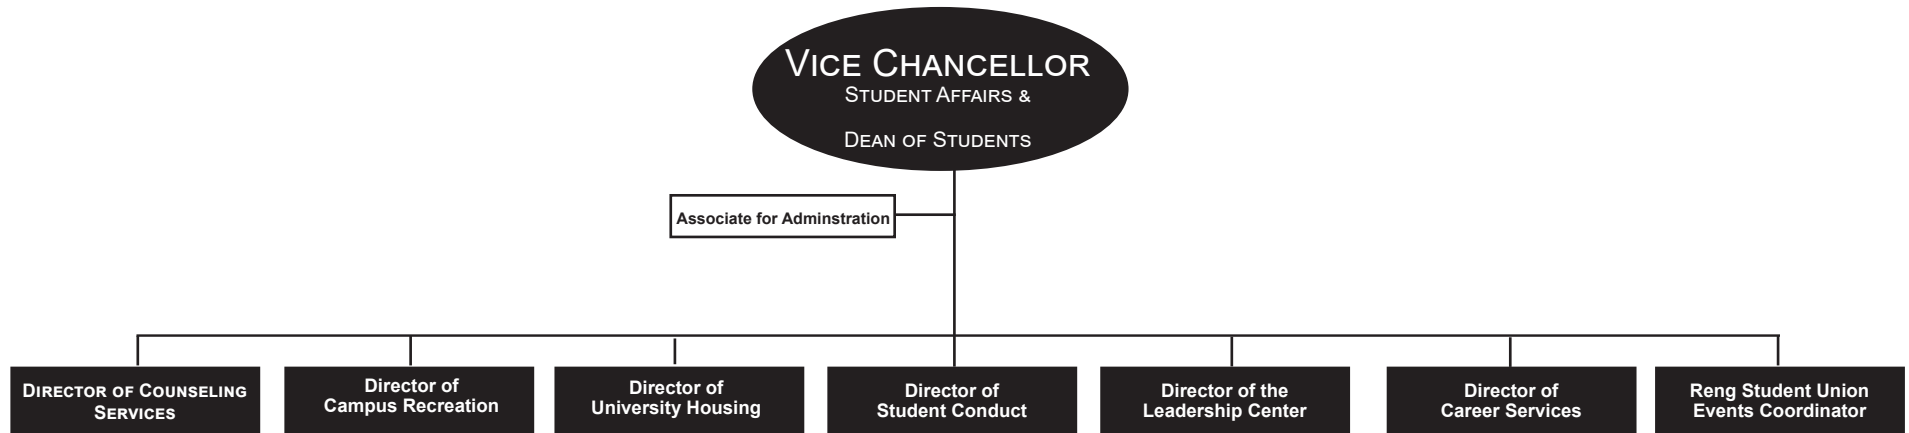 Vice Chancellor
Student Affairs &
Dean of Students
Associate for Adminstration
Director of Counseling
Services
Director of
Campus Recreation
Director of
University Housing
Director of
Student Conduct
Director of the
Leadership Center
Director of
Career Services
Reng Student Union
Events Coordinator